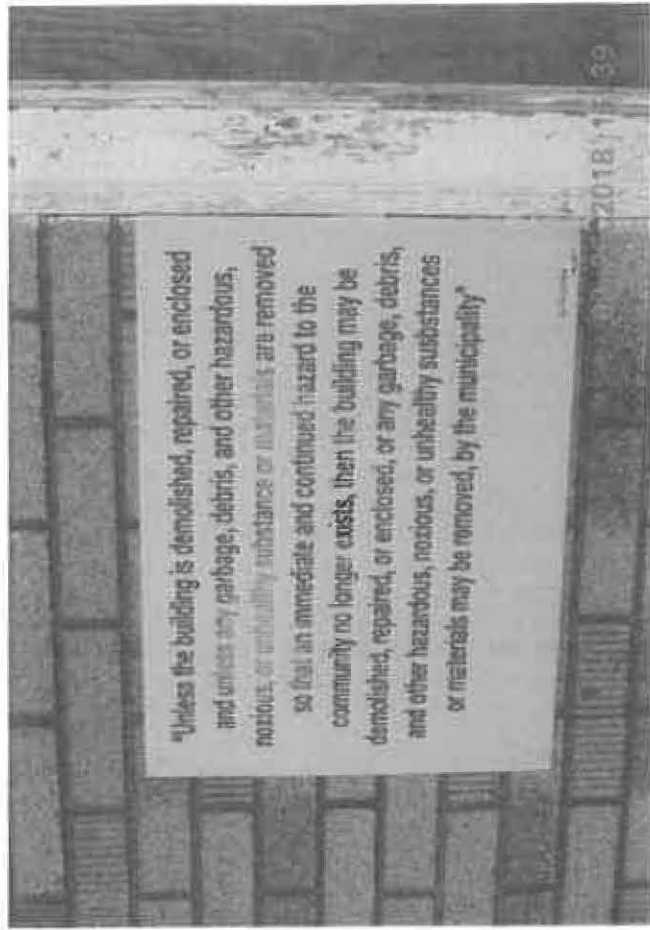 "Unless the building is demolished, repaired, or enclosed
and unless any garbage, debris, and other hazardous,
noxious, or unhealthy substance or materials are removed
so that an immediate and continued hazard to the
community no longer exists, then the building may be
demolished, repaired, or enclosed, or any garbage, debris,
and other hazardous, noxious, or unhealthy susbstances
or materials may be removed, by the municipality"
2018
39